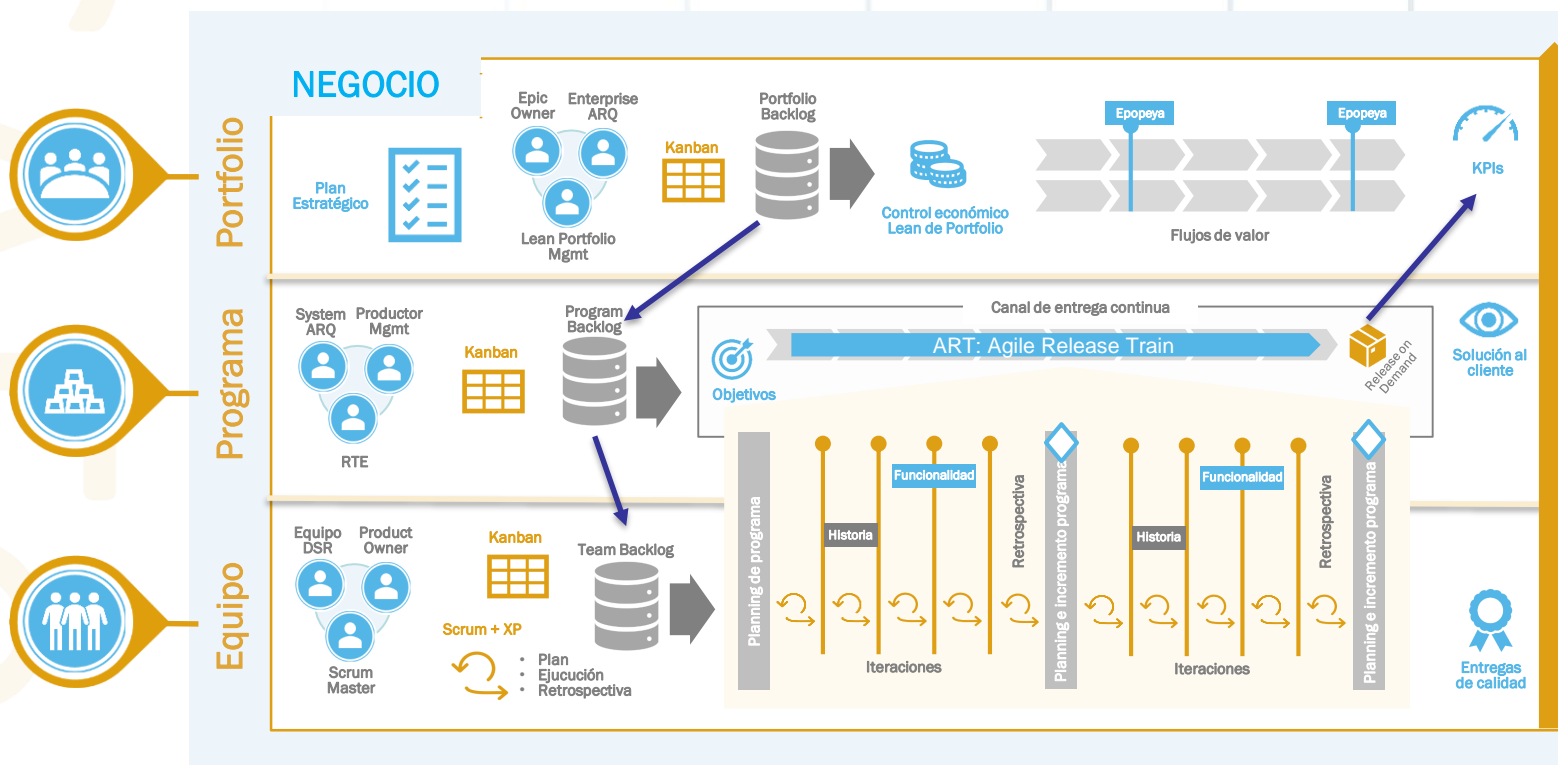 NEGOCIO
Portfolio
Plan
Estratégico
Epic
Owner
Enterprise
ARQ
Lean Portfolio
Mgmt
Kanban
Portfolio
Backlog
Control económico
Lean de Portfolio
Epopeya
Epopeya
Flujos de valor
KPIs
Programa
System
ARQ
Productor
Mgmt
RTE
Kanban
Program
Backlog
Canal de entrega continua
Objetivos
ART: Agile Release Train
Release on
Demand
Solución al
cliente
Equipo
Equipo
DSR
Product
Owner
Scrum
Master
Kanban
Scrum + XP
• Plan
• Ejucución
• Retrospectiva
Team Backlog
Planning de programa
Historia
Funcionalidad
Retrospectiva
Iteraciones
Planning e incremento programa
Historia
Funcionalidad
Retrospectiva
Iteraciones
Planning e incremento programa
Entregas
de calidad